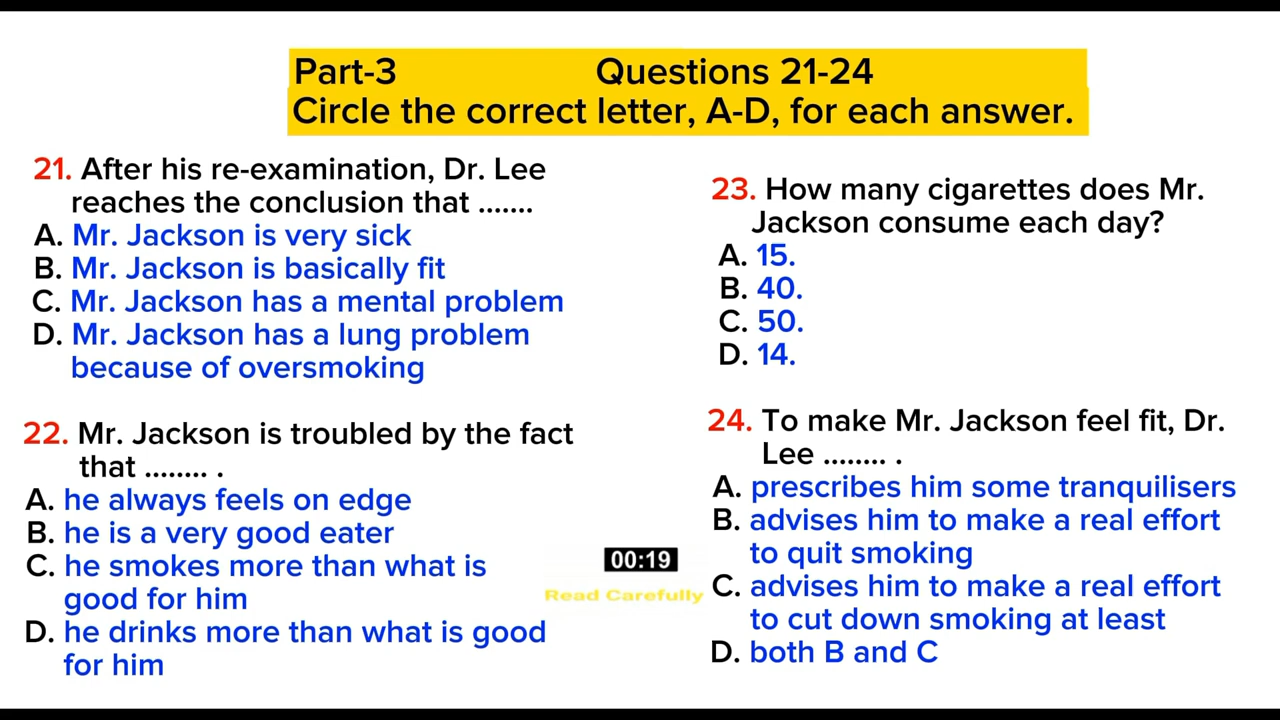 Part-3 Questions 21-24
Circle the correct letter, A-D, for each answer.
21. After his re-examination, Dr. Lee
reaches the conclusion that .......
A. Mr. Jackson is very sick
B. Mr. Jackson is basically fit
C. Mr. Jackson has a mental problem
D. Mr. Jackson has a lung problem
because of oversmoking
22. Mr. Jackson is troubled by the fact
that ........ .
A. he always feels on edge
B. he is a very good eater
C. he smokes more than what is
good for him
D. he drinks more than what is good
for him
23. How many cigarettes does Mr.
Jackson consume each day?
A. 15.
B. 40.
C. 50.
D. 14.
24. To make Mr. Jackson feel fit, Dr.
Lee ........ .
A. prescribes him some tranquilisers
B. advises him to make a real effort
to quit smoking
C. advises him to make a real effort
to cut down smoking at least
D. both B and C
00:19
Read Carefully